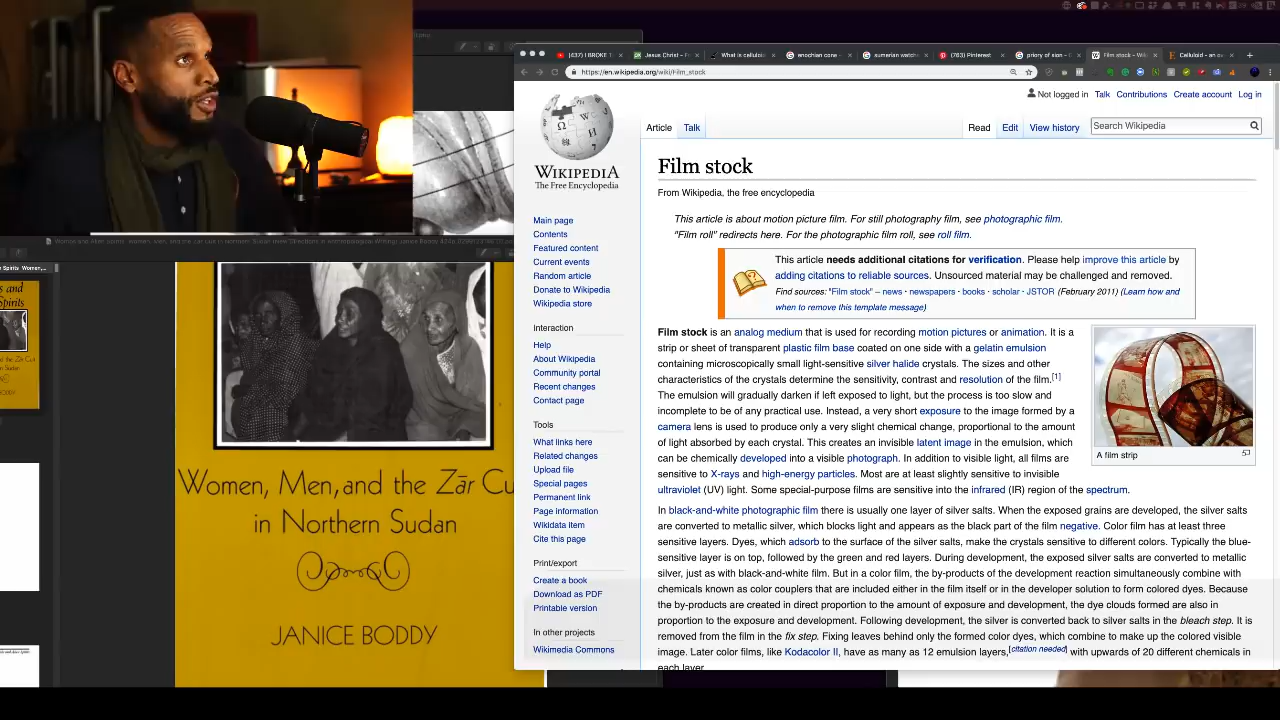 (437) BROKE T
Jesus Christ - F
What is cellulo
enochian cone -
sumerian watch
(783) Pinterest
priory of sion -
Film stock - Wi
Celluloid - an o
https://en.wikipedia.org/wiki/Film_stock
Not logged in Talk Contributions Create account Log in
Article Talk
Read Edit View history
Search Wikipedia
WIKIPEDIA
The Free Encyclopedia
Main page
Contents
Featured content
Current events
Random article
Donate to Wikipedia
Wikipedia store
Interaction
Help
About Wikipedia
Community portal
Recent changes
Contact page
Tools
What links here
Related changes
Upload file
Special pages
Permanent link
Page information
Wikidata item
Cite this page
Print/export
Create a book
Download as PDF
Printable version
In other projects
Wikimedia Commons
Film stock
From Wikipedia, the free encyclopedia
This article is about motion picture film. For still photography film, see photographic film.
"Film roll" redirects here. For the photographic film roll, see roll film.
This article needs additional citations for verification. Please help improve this article by
adding citations to reliable sources. Unsourced material may be challenged and removed.
Find sources: "Film stock" – news · newspapers · books · scholar · JSTOR (February 2011) (Learn how and
when to remove this template message)
Film stock is an analog medium that is used for recording motion pictures or animation. It is a
strip or sheet of transparent plastic film base coated on one side with a gelatin emulsion
containing microscopically small light-sensitive silver halide crystals. The sizes and other
characteristics of the crystals determine the sensitivity, contrast and resolution of the film.[1]
The emulsion will gradually darken if left exposed to light, but the process is too slow and
incomplete to be of any practical use. Instead, a very short exposure to the image formed by a
camera lens is used to produce only a very slight chemical change, proportional to the amount
of light absorbed by each crystal. This creates an invisible latent image in the emulsion, which
can be chemically developed into a visible photograph. In addition to visible light, all films are
sensitive to X-rays and high-energy particles. Most are at least slightly sensitive to invisible
ultraviolet (UV) light. Some special-purpose films are sensitive into the infrared (IR) region of the spectrum.
A film strip
In black-and-white photographic film there is usually one layer of silver salts. When the exposed grains are developed, the silver salts
are converted to metallic silver, which blocks light and appears as the black part of the film negative. Color film has at least three
sensitive layers. Dyes, which adsorb to the surface of the silver salts, make the crystals sensitive to different colors. Typically the blue-
sensitive layer is on top, followed by the green and red layers. During development, the exposed silver salts are converted to metallic
silver, just as with black-and-white film. But in a color film, the by-products of the development reaction simultaneously combine with
chemicals known as color couplers that are included either in the film itself or in the developer solution to form colored dyes. Because
the by-products are created in direct proportion to the amount of exposure and development, the dye clouds formed are also in
proportion to the exposure and development. Following development, the silver is converted back to silver salts in the bleach step. It is
removed from the film in the fix step. Fixing leaves behind only the formed color dyes, which combine to make up the colored visible
image. Later color films, like Kodacolor II, have as many as 12 emulsion layers,[citation needed] with upwards of 20 different chemicals in
each layer.
Women, Men, and the Zār Cu
in Northern Sudan
JANICE BODDY